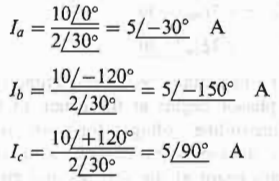 I_a = 10/0° / 2/30° = 5/−30° A
I_b = 10/−120° / 2/30° = 5/−150° A
I_c = 10/+120° / 2/30° = 5/90° A